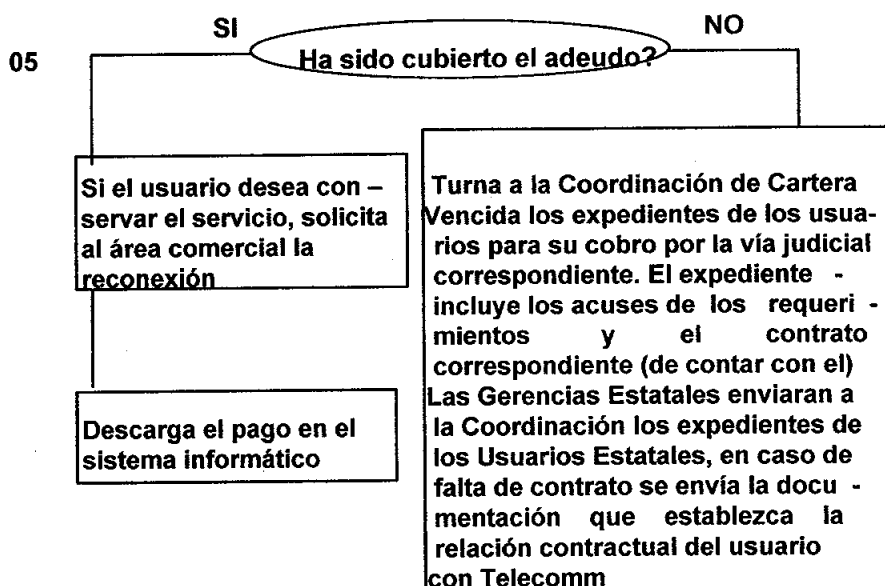 SI
NO
05
Ha sido cubierto el adeudo?
Si el usuario desea con –
servar el servicio, solicita
al área comercial la
reconexión
Descarga el pago en el
sistema informático
Turna a la Coordinación de Cartera
Vencida los expedientes de los usua-
rios para su cobro por la vía judicial
correspondiente. El expediente -
incluye los acuses de los requeri -
mientos y el contrato
correspondiente (de contar con el)
Las Gerencias Estatales enviaran a
la Coordinación los expedientes de
los Usuarios Estatales, en caso de
falta de contrato se envía la docu -
mentación que establezca la
relación contractual del usuario
con Telecomm